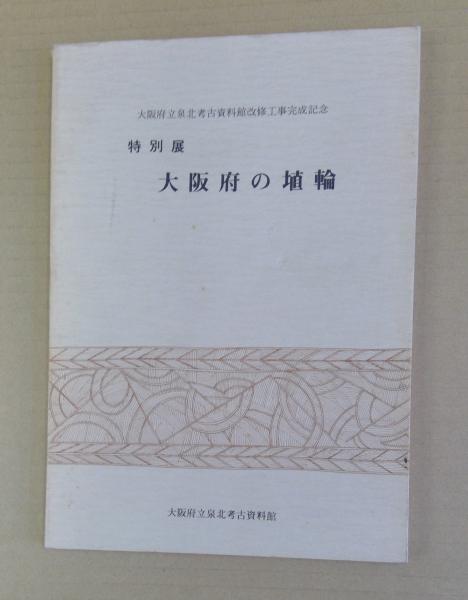 大阪府立泉北考古資料館改修工事完成記念
特別展
大阪府の埴輪
大阪府立泉北考古資料館